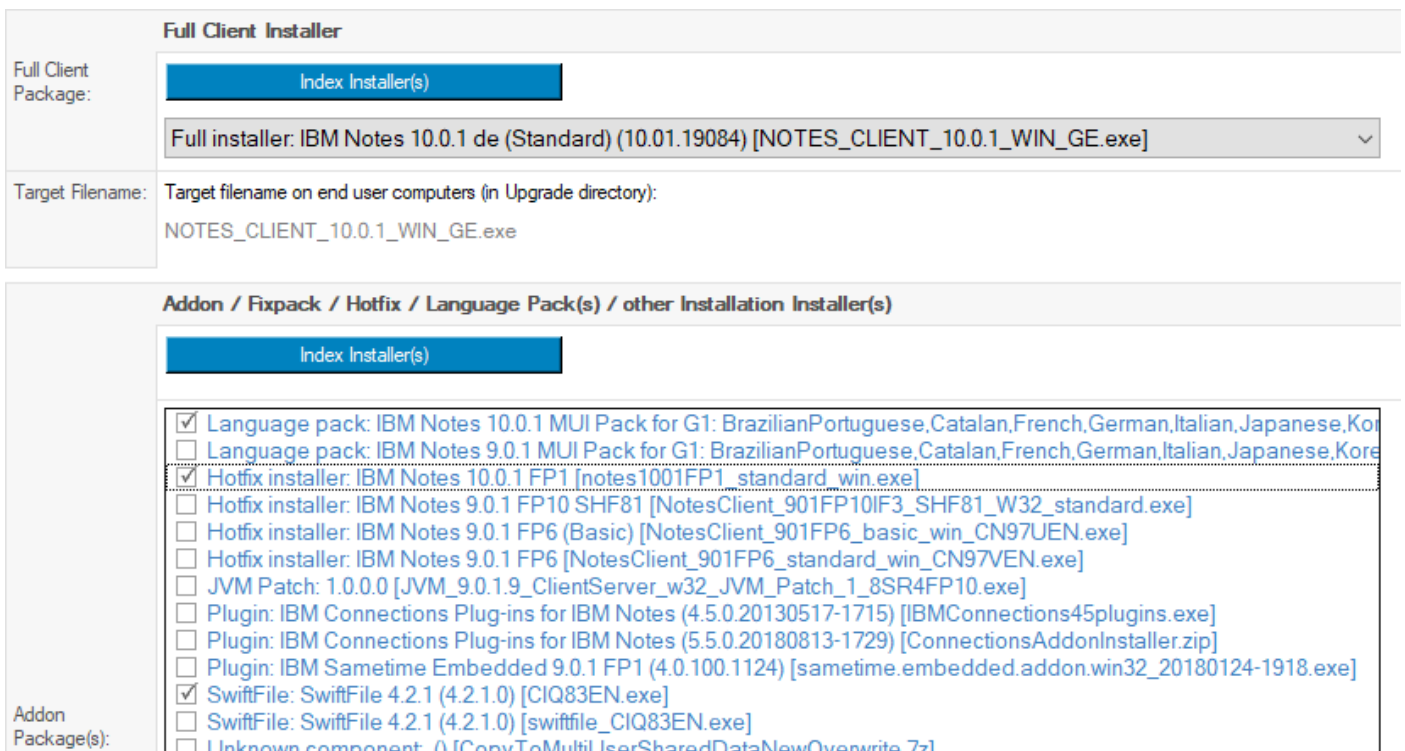 Full Client Installer
Full Client
Package:
Index Installer(s)
Full installer: IBM Notes 10.0.1 de (Standard) (10.01.19084) [NOTES_CLIENT_10.0.1_WIN_GE.exe]
Target Filename:
Target filename on end user computers (in Upgrade directory):
NOTES_CLIENT_10.0.1_WIN_GE.exe
Addon / Fixpack / Hotfix / Language Pack(s) / other Installation Installer(s)
Index Installer(s)
Language pack: IBM Notes 10.0.1 MUI Pack for G1: BrazilianPortuguese,Catalan,French,German,Italian,Japanese,Kor
Language pack: IBM Notes 9.0.1 MUI Pack for G1: BrazilianPortuguese,Catalan,French,German,Italian,Japanese,Kore
Hotfix installer: IBM Notes 10.0.1 FP1 [notes1001FP1_standard_win.exe]
Hotfix installer: IBM Notes 9.0.1 FP10 SHF81 [NotesClient_901FP10IF3_SHF81_W32_standard.exe]
Hotfix installer: IBM Notes 9.0.1 FP6 (Basic) [NotesClient_901FP6_basic_win_CN97UEN.exe]
Hotfix installer: IBM Notes 9.0.1 FP6 [NotesClient_901FP6_standard_win_CN97VEN.exe]
JVM Patch: 1.0.0.0 [JVM_9.0.1.9_ClientServer_w32_JVM_Patch_1_8SR4FP10.exe]
Plugin: IBM Connections Plug-ins for IBM Notes (4.5.0.20130517-1715) [IBMConnections45plugins.exe]
Plugin: IBM Connections Plug-ins for IBM Notes (5.5.0.20180813-1729) [ConnectionsAddonInstaller.zip]
Plugin: IBM Sametime Embedded 9.0.1 FP1 (4.0.100.1124) [sametime.embedded.addon.win32_20180124-1918.exe]
SwiftFile: SwiftFile 4.2.1 (4.2.1.0) [CIQ83EN.exe]
Addon
Package(s):
SwiftFile: SwiftFile 4.2.1 (4.2.1.0) [swiftfile_CIQ83EN.exe]
Unknown component: () [CopyToMultiUserSharedDataNewOverwrite.7z]